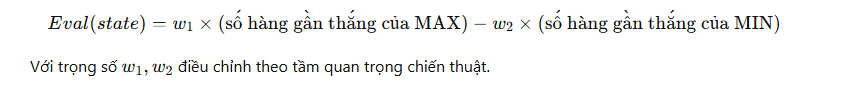 Eval(state) = w₁ × (số hàng gần thắng của MAX) − w₂ × (số hàng gần thắng của MIN)
Với trọng số w₁, w₂ điều chỉnh theo tầm quan trọng chiến thuật.